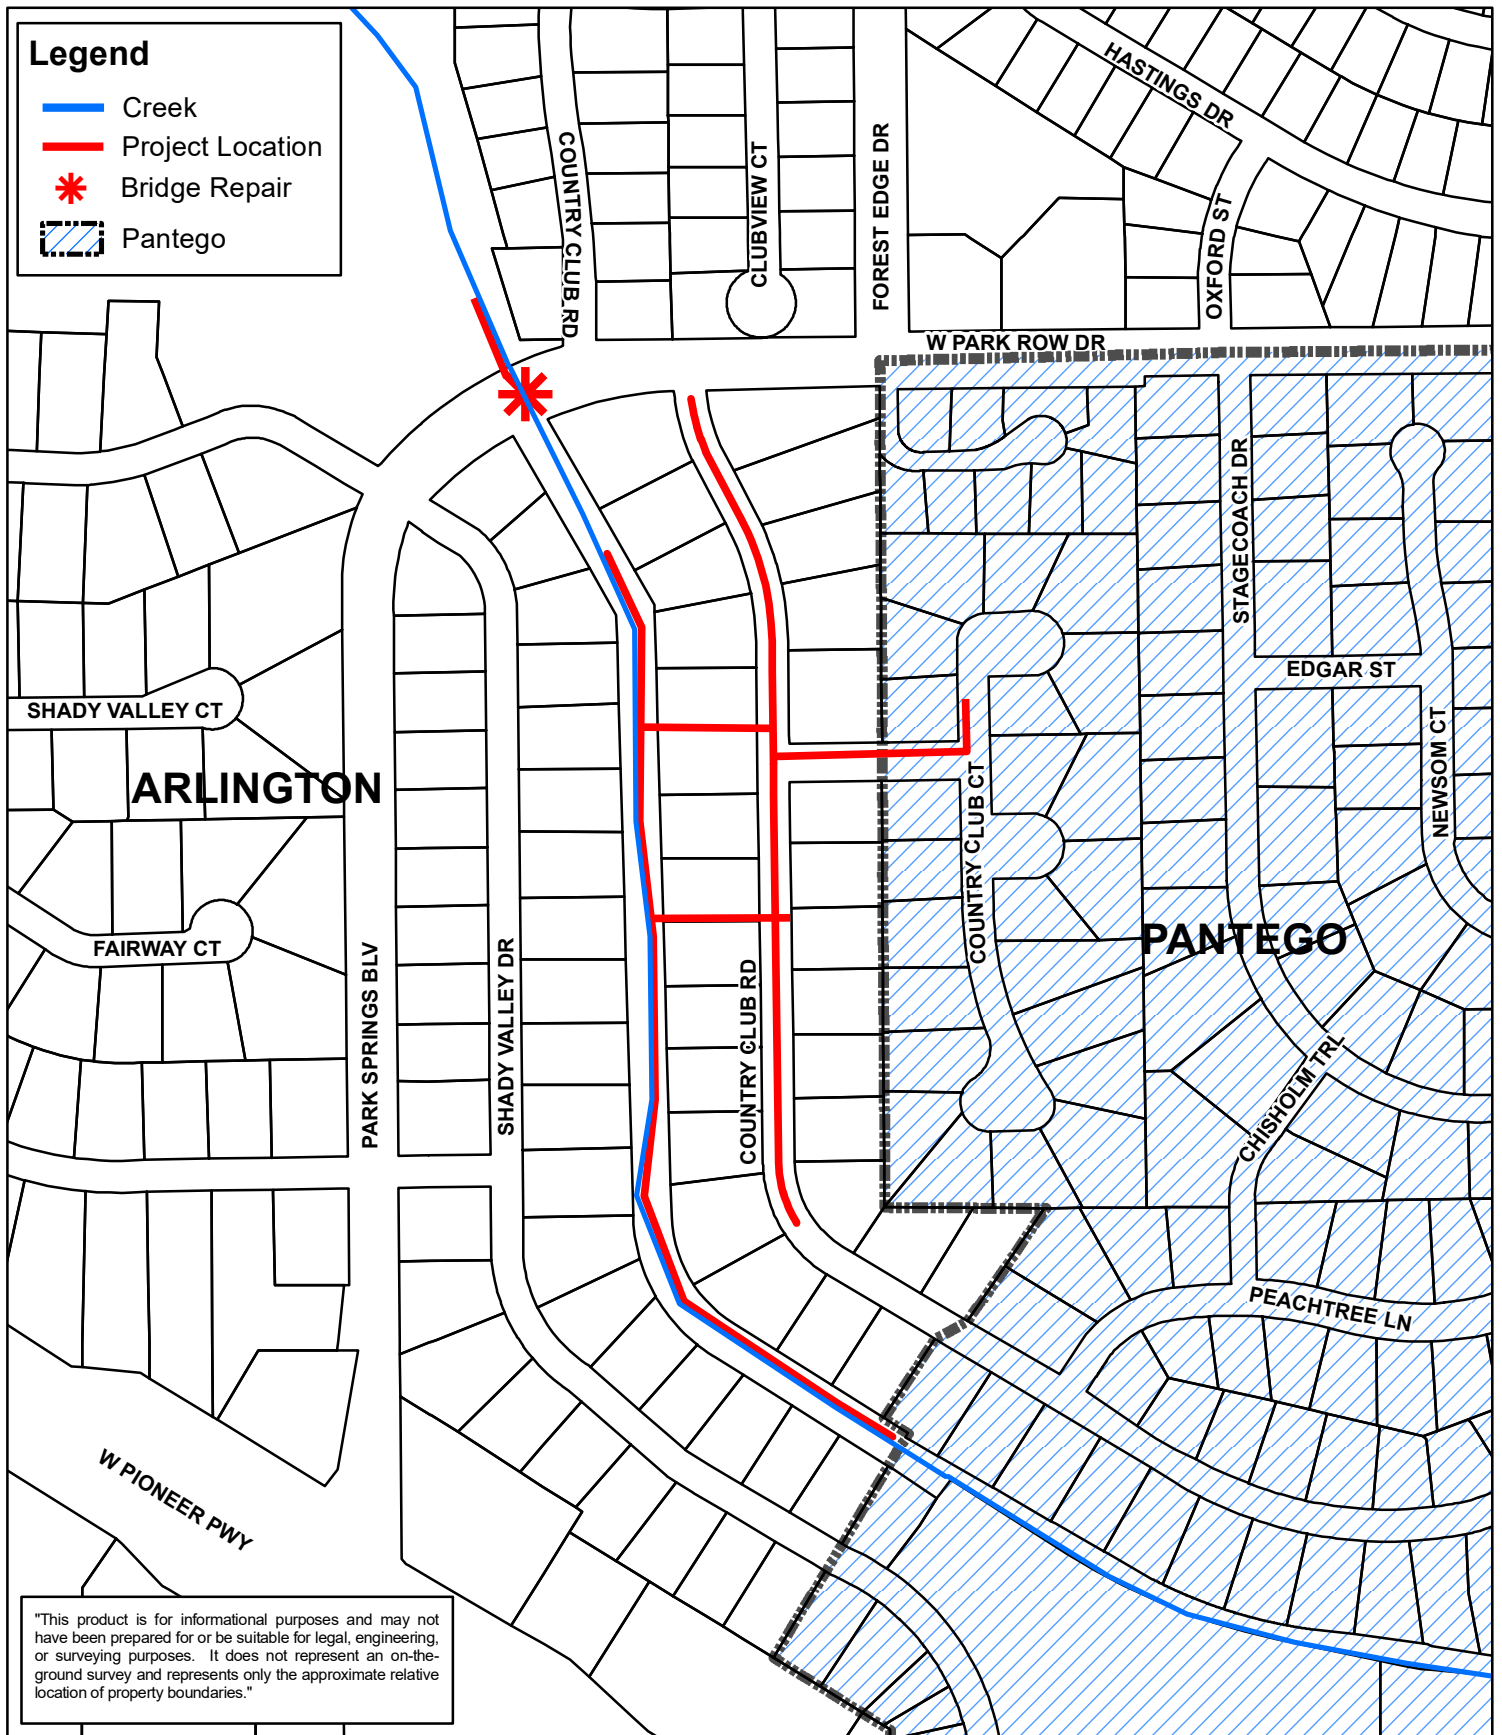 Legend
Creek
Project Location
Bridge Repair
Pantego
HASTINGS DR
COUNTRY CLUB RD
CLUBVIEW CT
FOREST EDGE DR
OXFORD ST
W PARK ROW DR
STAGECOACH DR
EDGAR ST
SHADY VALLEY CT
ARLINGTON
NEWSOM CT
COUNTRY CLUB CT
FAIRWAY CT
PANTEGO
PARK SPRINGS BLV
SHADY VALLEY DR
COUNTRY CLUB RD
CHISHOLM TRL
PEACHTREE LN
W PIONEER PWY
"This product is for informational purposes and may not
have been prepared for or be suitable for legal, engineering,
or surveying purposes. It does not represent an on-the-
ground survey and represents only the approximate relative
location of property boundaries."